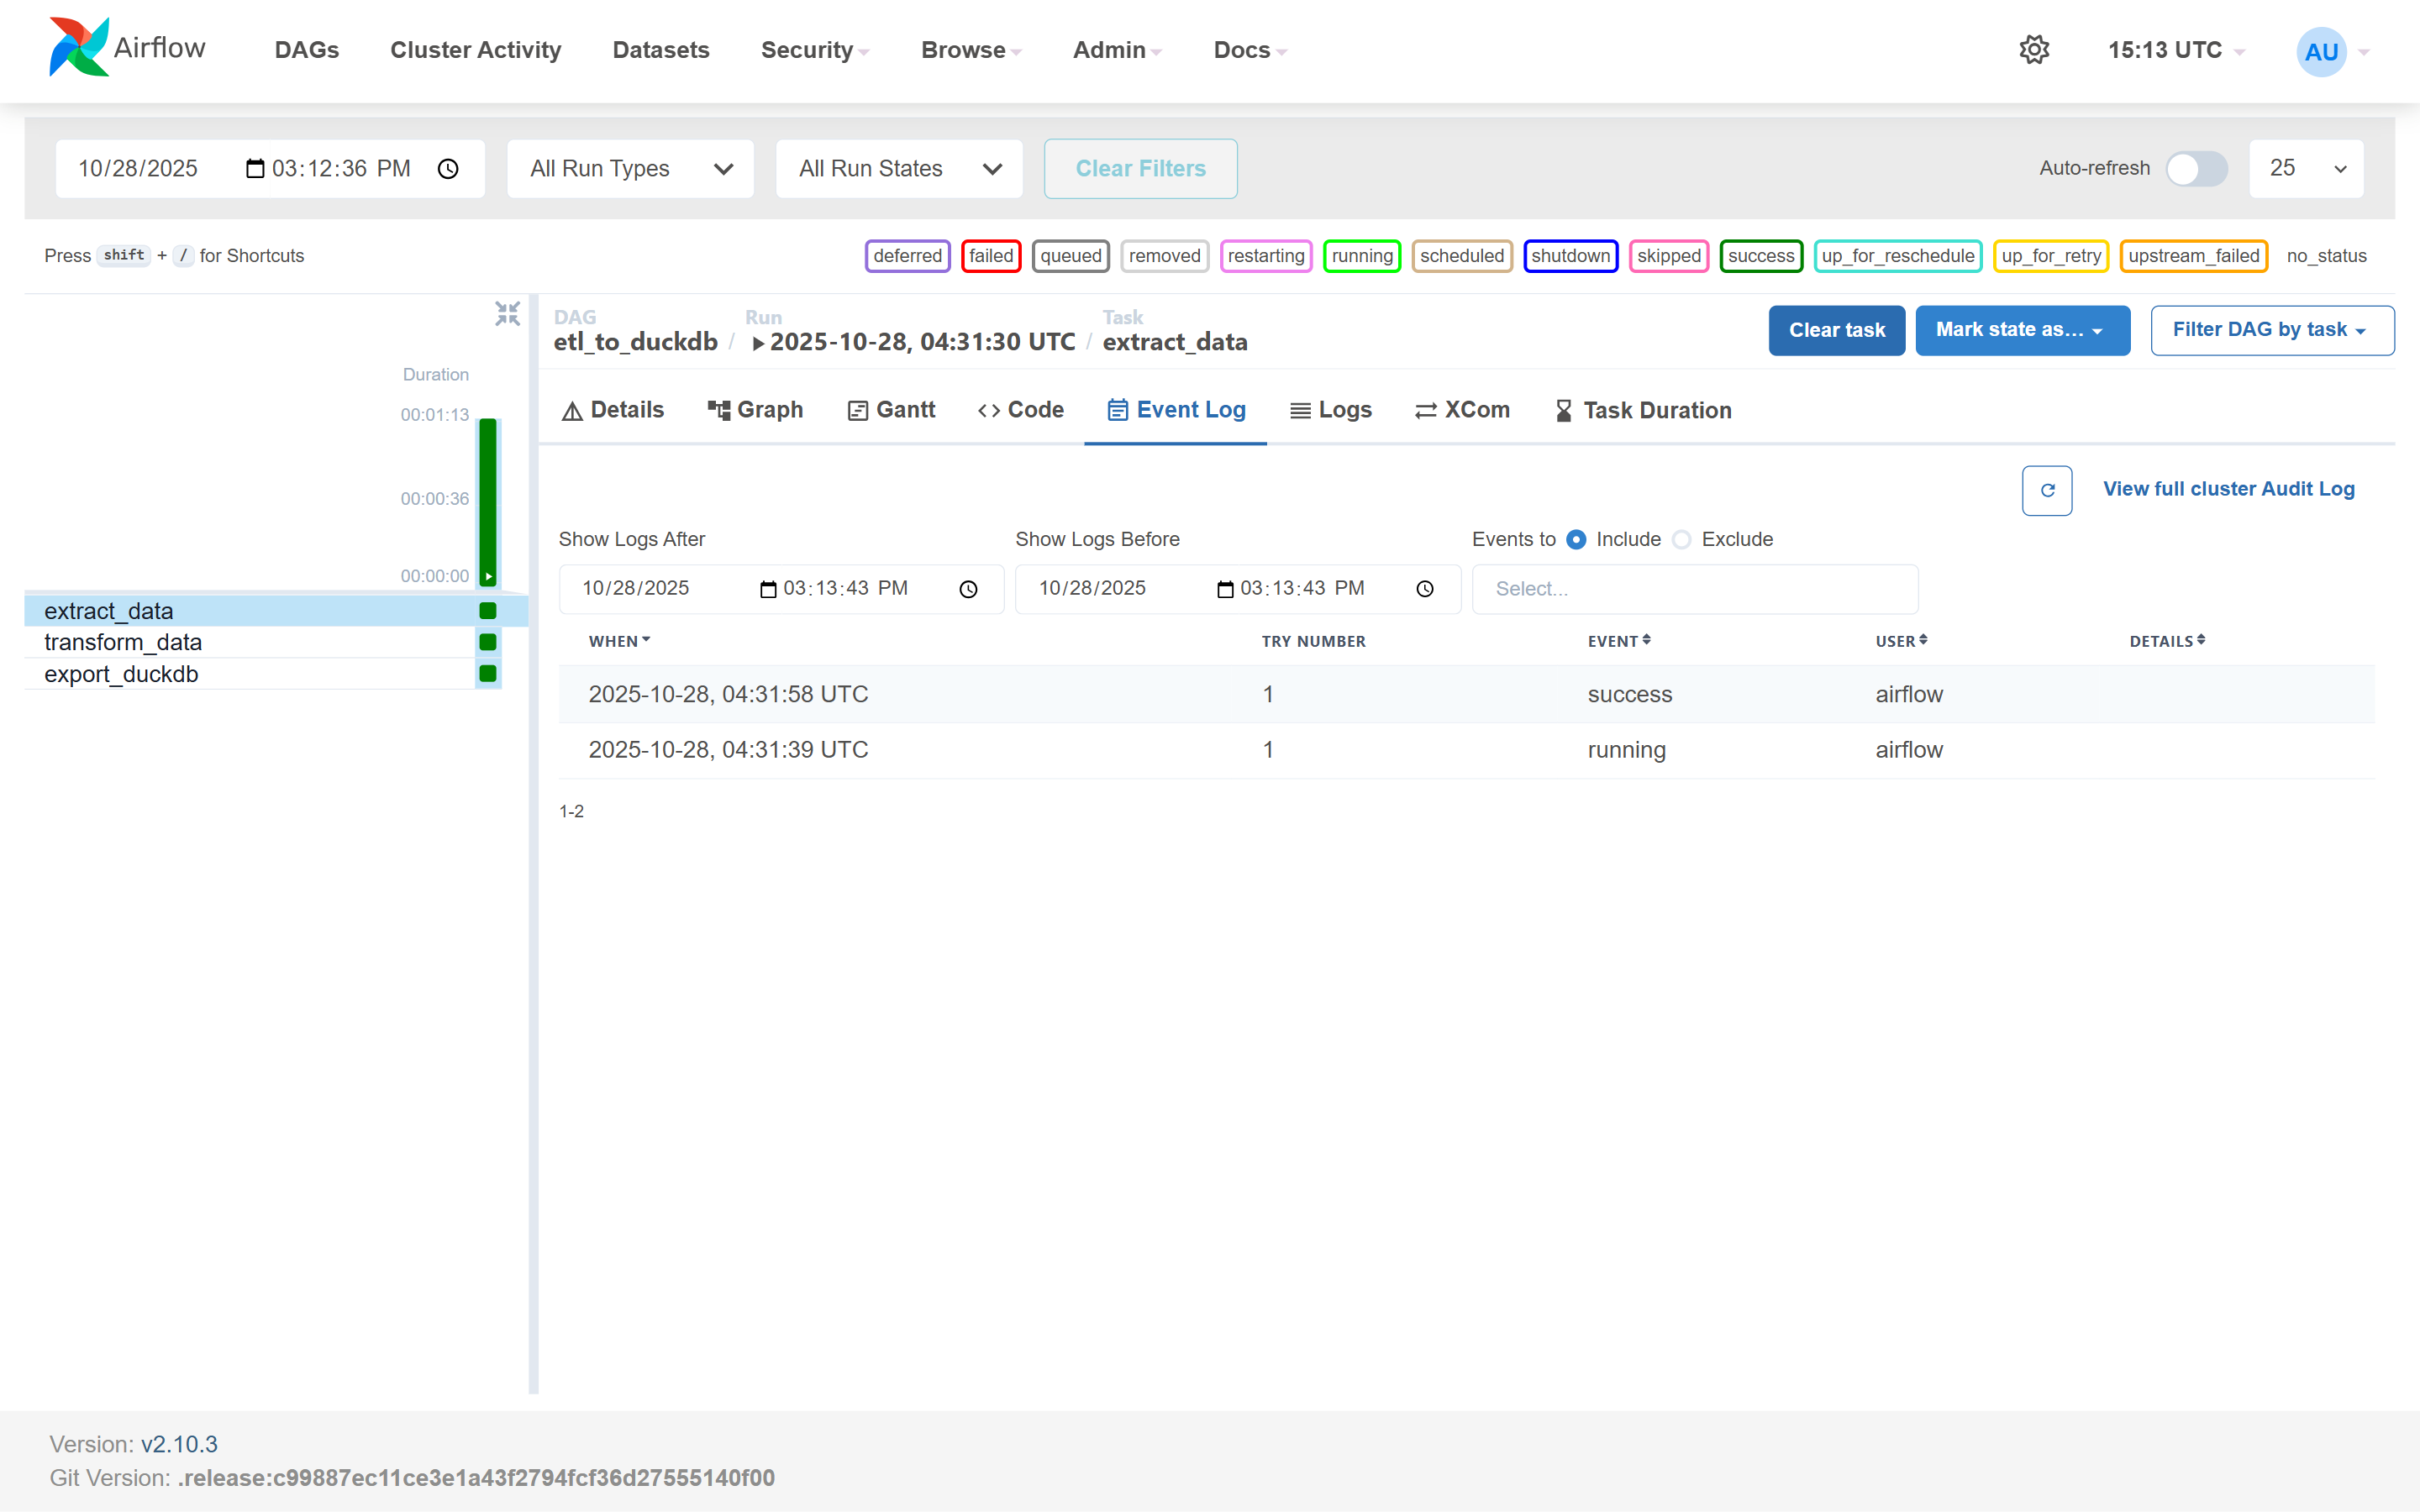 Airflow DAGs Cluster Activity Datasets Security Browse Admin Docs 15:13 UTC AU
10/28/2025 03:12:36 PM All Run Types All Run States Clear Filters Auto-refresh 25
Press shift + / for Shortcuts deferred failed queued removed restarting running scheduled shutdown skipped success up_for_reschedule up_for_retry upstream_failed no_status
Duration
00:01:13
00:00:36
00:00:00
extract_data
transform_data
export_duckdb
DAG Run Task
etl_to_duckdb / 2025-10-28, 04:31:30 UTC / extract_data
Clear task Mark state as… Filter DAG by task
Details Graph Gantt Code Event Log Logs XCom Task Duration
View full cluster Audit Log
Show Logs After Show Logs Before Events to Include Exclude
10/28/2025 03:13:43 PM 10/28/2025 03:13:43 PM Select...
WHEN TRY NUMBER EVENT USER DETAILS
2025-10-28, 04:31:58 UTC 1 success airflow
2025-10-28, 04:31:39 UTC 1 running airflow
1-2
Version: v2.10.3
Git Version: .release:c99887ec11ce3e1a43f2794fcf36d27555140f00